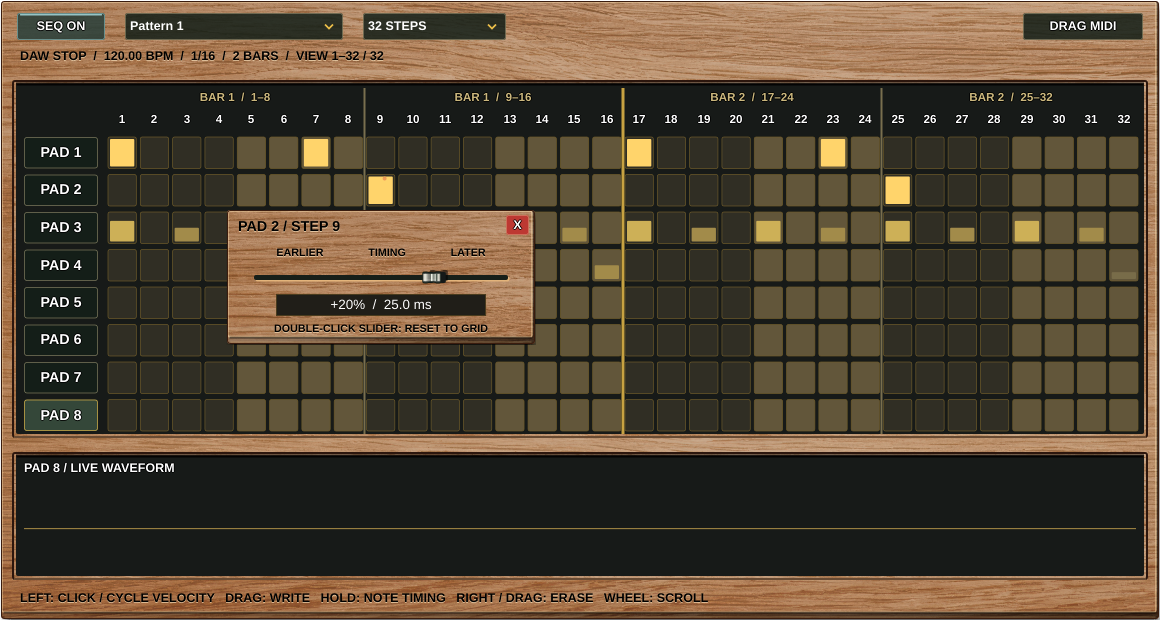 SEQ ON Pattern 1 32 STEPS DRAG MIDI
DAW STOP / 120.00 BPM / 1/16 / 2 BARS / VIEW 1–32 / 32
BAR 1 / 1–8 BAR 1 / 9–16 BAR 2 / 17–24 BAR 2 / 25–32
1 2 3 4 5 6 7 8 9 10 11 12 13 14 15 16 17 18 19 20 21 22 23 24 25 26 27 28 29 30 31 32
PAD 1
PAD 2
PAD 3
PAD 4
PAD 5
PAD 6
PAD 7
PAD 8
PAD 2 / STEP 9 X
EARLIER TIMING LATER
+20% / 25.0 ms
DOUBLE-CLICK SLIDER: RESET TO GRID
PAD 8 / LIVE WAVEFORM
LEFT: CLICK / CYCLE VELOCITY DRAG: WRITE HOLD: NOTE TIMING RIGHT / DRAG: ERASE WHEEL: SCROLL